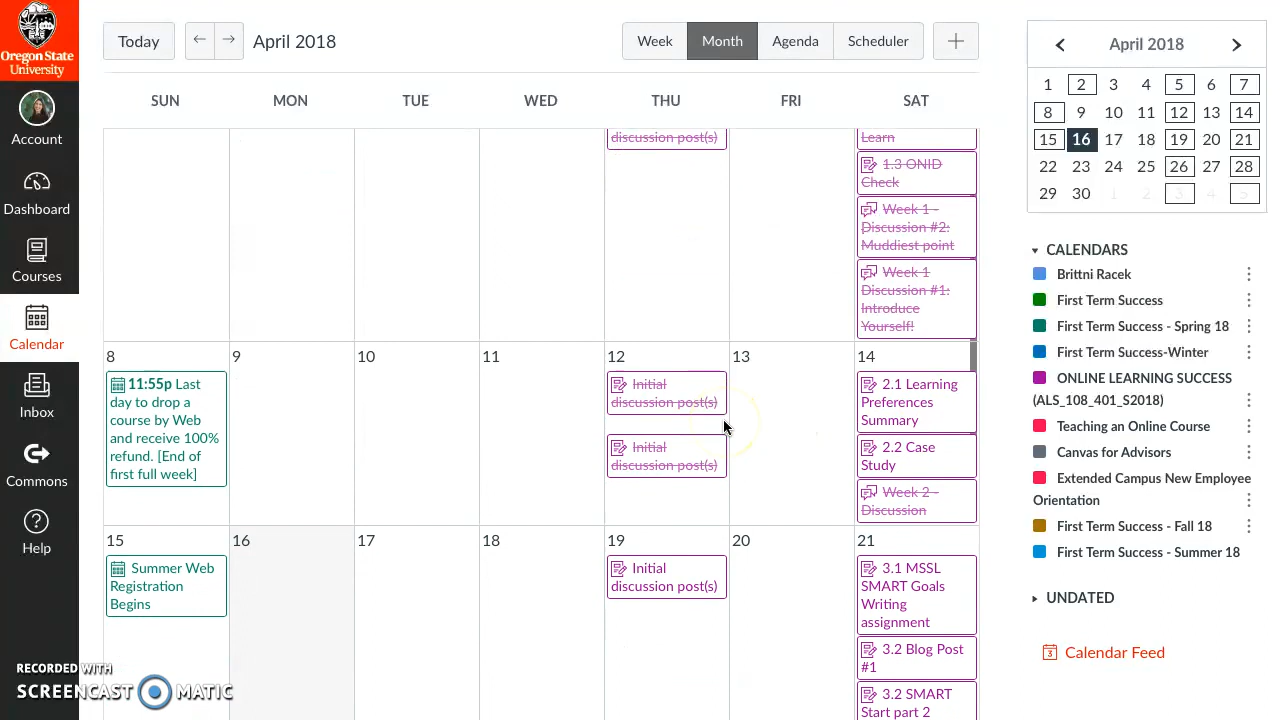 Oregon State
University
Account
Dashboard
Courses
Calendar
Inbox
Commons
Help
Today
April 2018
Week
Month
Agenda
Scheduler
SUN
MON
TUE
WED
THU
FRI
SAT
discussion post(s)
Learn
1.3 ONID
Check
Week 1 -
Discussion #2:
Muddiest point
Week 1
Discussion #1:
Introduce
Yourself!
8
9
10
11
12
13
14
11:55p Last
day to drop a
course by Web
and receive 100%
refund. [End of
first full week]
Initial
discussion post(s)
Initial
discussion post(s)
2.1 Learning
Preferences
Summary
2.2 Case
Study
Week 2 -
Discussion
15
16
17
18
19
20
21
Summer Web
Registration
Begins
Initial
discussion post(s)
3.1 MSSL
SMART Goals
Writing
assignment
3.2 Blog Post
#1
3.2 SMART
Start part 2
April 2018
1 2 3 4 5 6 7
8 9 10 11 12 13 14
15 16 17 18 19 20 21
22 23 24 25 26 27 28
29 30 1 2 3 4 5
CALENDARS
Brittni Racek
First Term Success
First Term Success - Spring 18
First Term Success-Winter
ONLINE LEARNING SUCCESS
(ALS_108_401_S2018)
Teaching an Online Course
Canvas for Advisors
Extended Campus New Employee
Orientation
First Term Success - Fall 18
First Term Success - Summer 18
UNDATED
3
Calendar Feed
RECORDED WITH
SCREENCAST MATIC